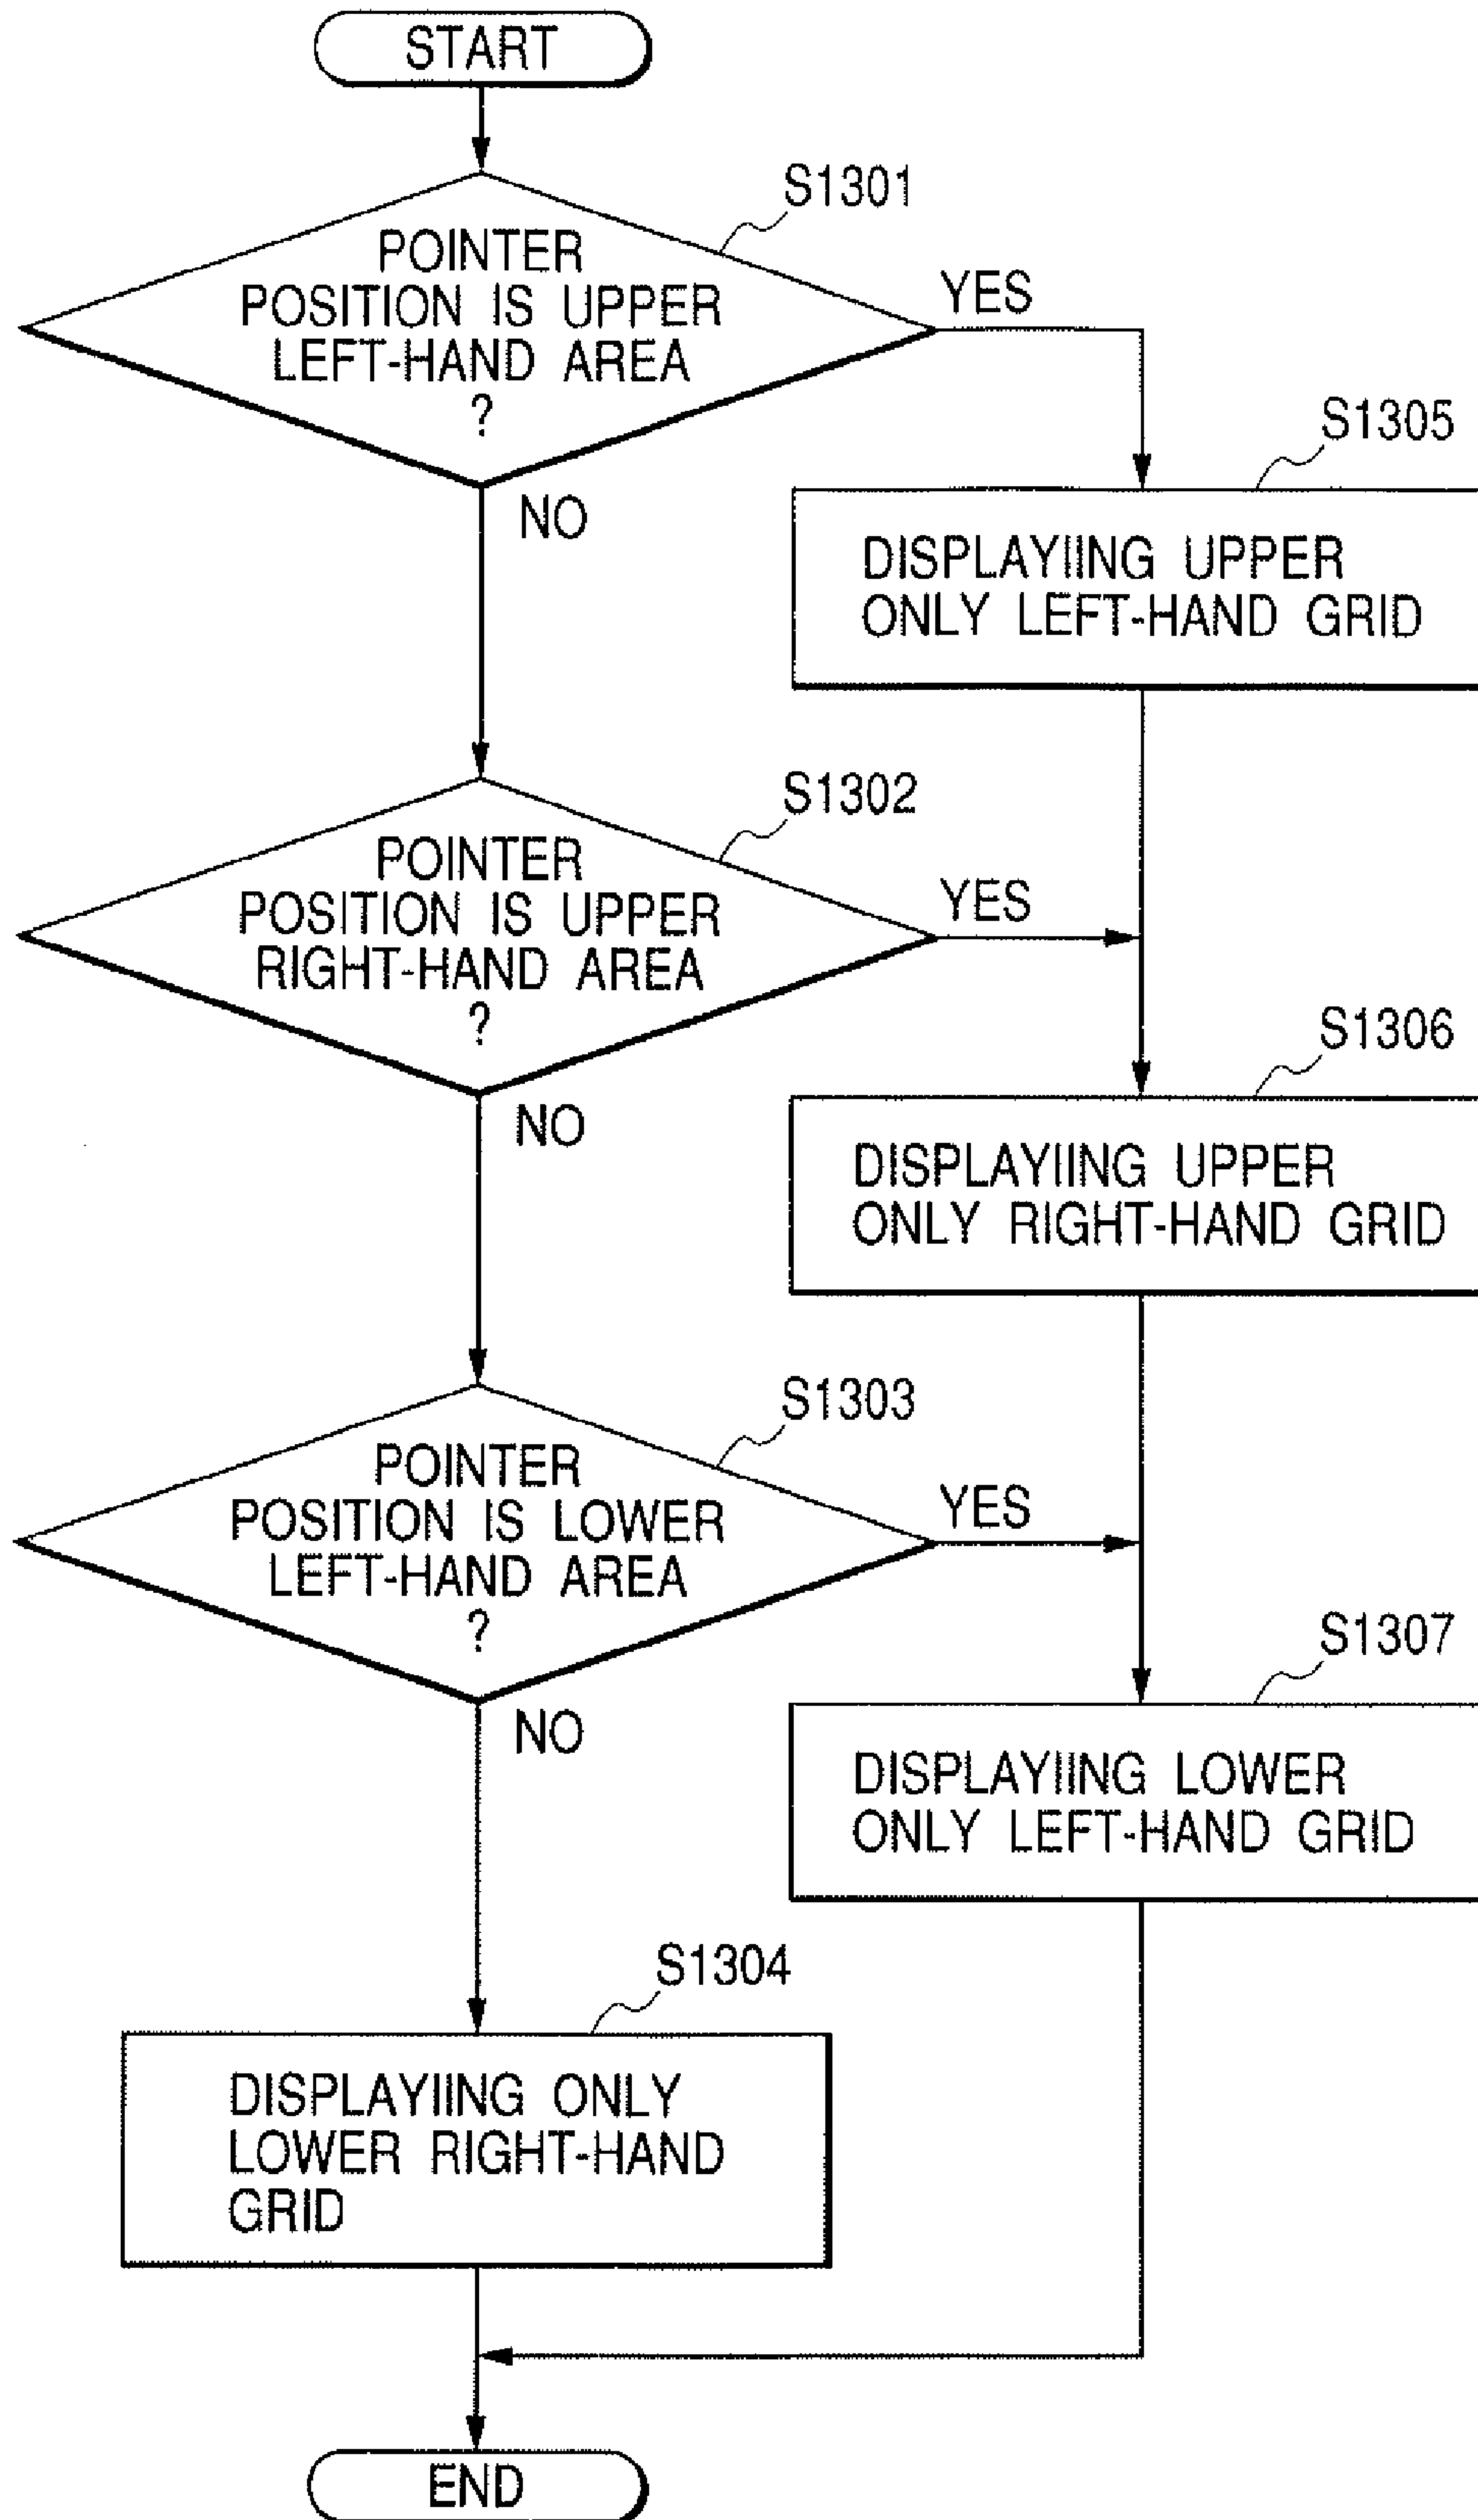 START
S1301
POINTER
POSITION IS UPPER
LEFT-HAND AREA
?
YES
NO
S1305
DISPLAYIING UPPER
ONLY LEFT-HAND GRID
S1302
POINTER
POSITION IS UPPER
RIGHT-HAND AREA
?
YES
NO
S1306
DISPLAYIING UPPER
ONLY RIGHT-HAND GRID
S1303
POINTER
POSITION IS LOWER
LEFT-HAND AREA
?
YES
NO
S1307
DISPLAYIING LOWER
ONLY LEFT-HAND GRID
S1304
DISPLAYIING ONLY
LOWER RIGHT-HAND
GRID
END